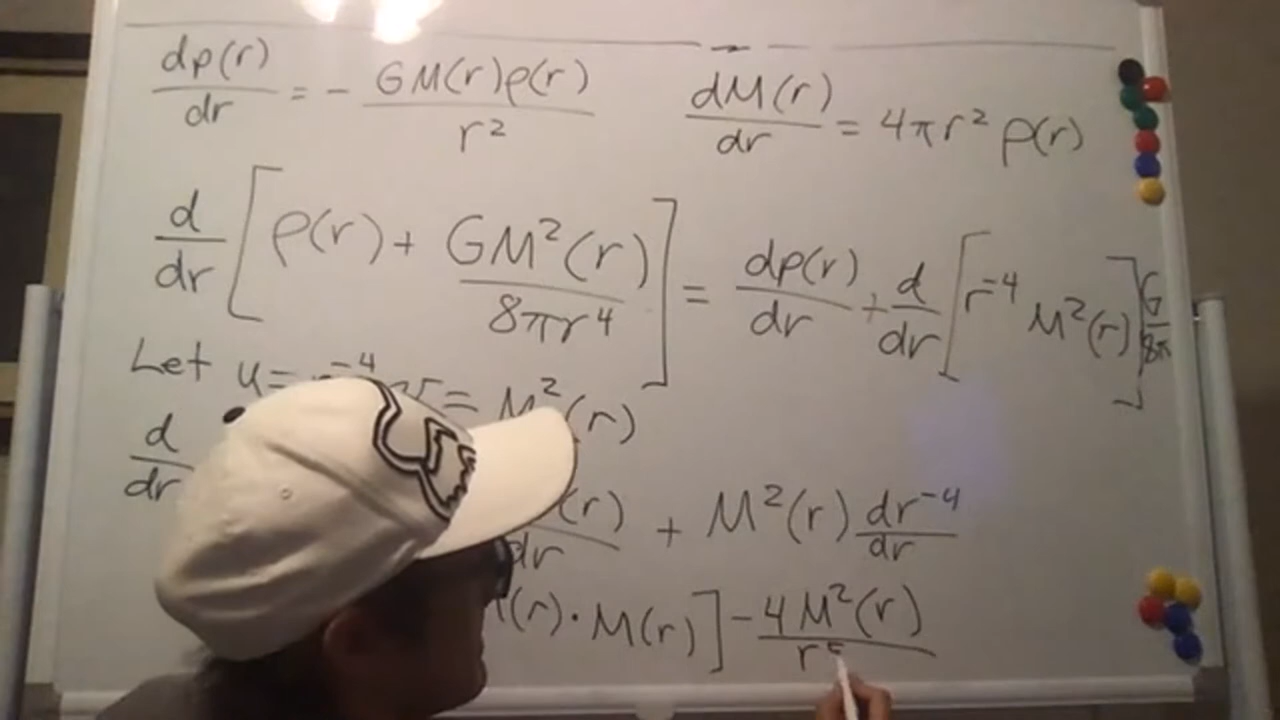 dp(r)/dr = - GM(r)ρ(r)/r² dM(r)/dr = 4πr² ρ(r)
d/dr [ρ(r) + GM²(r)/8πr⁴] = dp(r)/dr + d/dr [r⁻⁴ M²(r)] G/8π
Let u = r⁻⁴ v = M²(r)
d/dr
(r)/dr + M²(r) dr⁻⁴/dr
(r)·M(r)] - 4M²(r)/r⁵